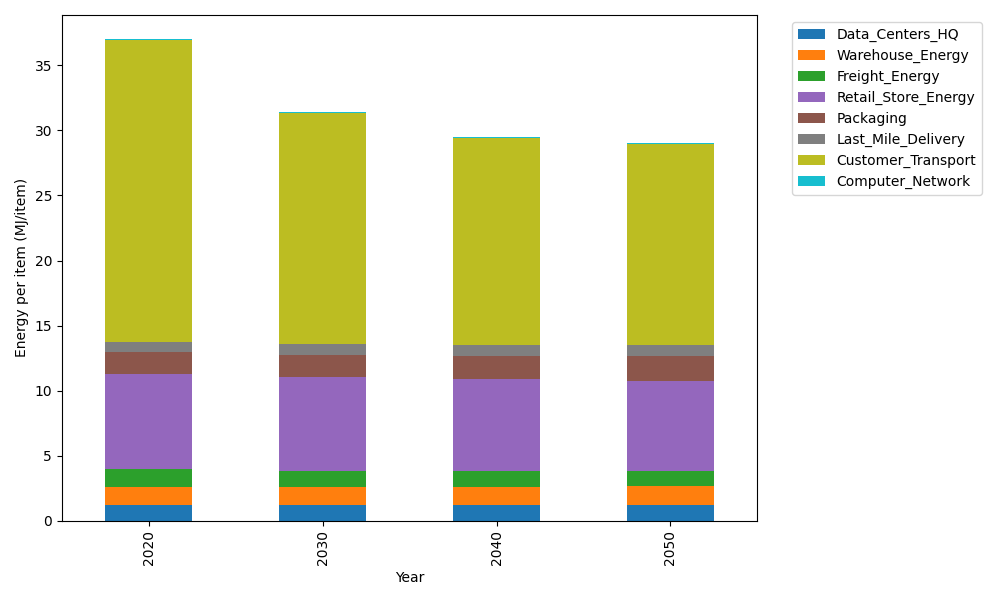 Energy per item (MJ/item)
35
30
25
20
15
10
5
0
2020
2030
2040
2050
Year
Data_Centers_HQ
Warehouse_Energy
Freight_Energy
Retail_Store_Energy
Packaging
Last_Mile_Delivery
Customer_Transport
Computer_Network